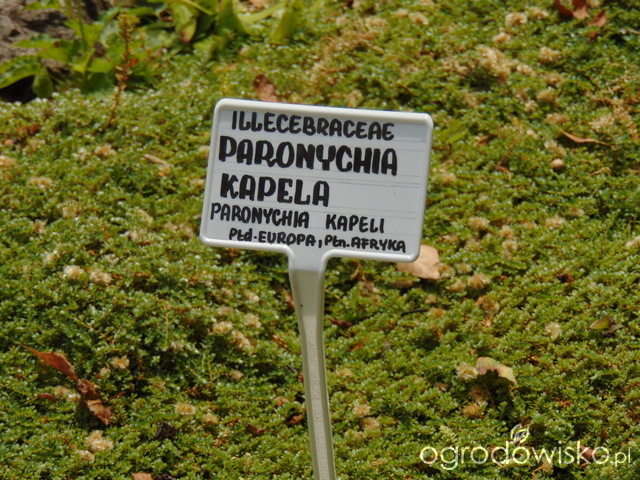 ILLECEBRACEAE
PARONYCHIA
KAPELA
PARONYCHIA KAPELI
Płd-EUROPA, Płn. AFRYKA
ogrodowisko.pl